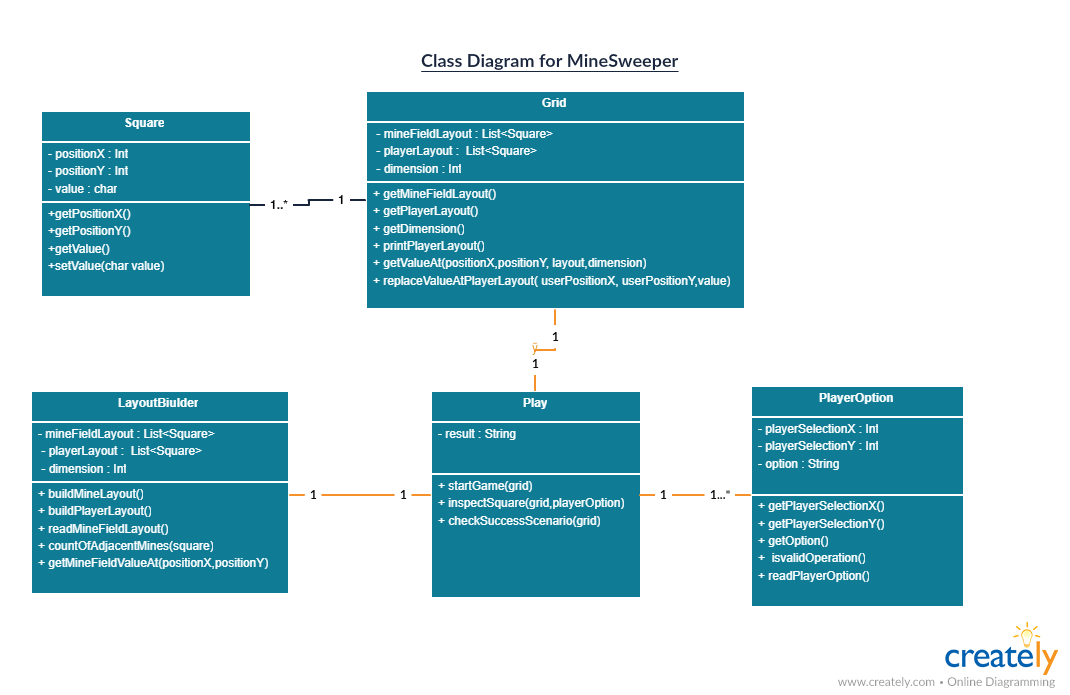 Class Diagram for MineSweeper
Square
- positionX : Int
- positionY : Int
- value : char
+getPositionX()
+getPositionY()
+getValue()
+setValue(char value)
1..*
1
Grid
- mineFieldLayout : List<Square>
- playerLayout :  List<Square>
- dimension : Int
+ getMineFieldLayout()
+ getPlayerLayout()
+ getDimension()
+ printPlayerLayout()
+ getValueAt(positionX,positionY, layout,dimension)
+ replaceValueAtPlayerLayout( userPositionX, userPositionY,value)
1
ÿ
1
LayoutBiulder
- mineFieldLayout : List<Square>
- playerLayout :  List<Square>
- dimension : Int
+ buildMineLayout()
+ buildPlayerLayout()
+ readMineFieldLayout()
+ countOfAdjacentMines(square)
+ getMineFieldValueAt(positionX,positionY)
1
1
Play
- result : String
+ startGame(grid)
+ inspectSquare(grid,playerOption)
+ checkSuccessScenario(grid)
1
1...*
PlayerOption
- playerSelectionX : Int
- playerSelectionY : Int
- option : String
+ getPlayerSelectionX()
+ getPlayerSelectionY()
+ getOption()
+  isvalidOperation()
+ readPlayerOption()
creately
www.creately.com • Online Diagramming